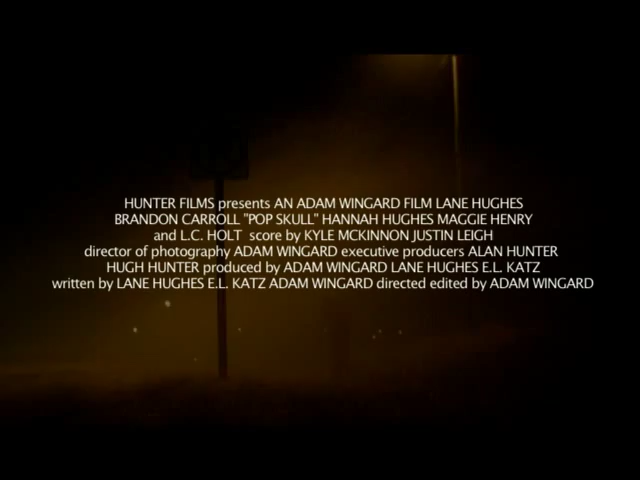 HUNTER FILMS presents AN ADAM WINGARD FILM LANE HUGHES
BRANDON CARROLL "POP SKULL" HANNAH HUGHES MAGGIE HENRY
and L.C. HOLT score by KYLE MCKINNON JUSTIN LEIGH
director of photography ADAM WINGARD executive producers ALAN HUNTER
HUGH HUNTER produced by ADAM WINGARD LANE HUGHES E.L. KATZ
written by LANE HUGHES E.L. KATZ ADAM WINGARD directed edited by ADAM WINGARD